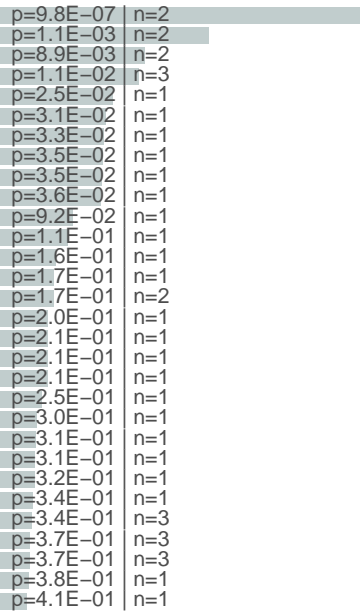 p=9.8E−07 | n=2
p=1.1E−03 | n=2
p=8.9E−03 | n=2
p=1.1E−02 | n=3
p=2.5E−02 | n=1
p=3.1E−02 | n=1
p=3.3E−02 | n=1
p=3.5E−02 | n=1
p=3.5E−02 | n=1
p=3.6E−02 | n=1
p=9.2E−02 | n=1
p=1.1E−01 | n=1
p=1.6E−01 | n=1
p=1.7E−01 | n=1
p=1.7E−01 | n=2
p=2.0E−01 | n=1
p=2.1E−01 | n=1
p=2.1E−01 | n=1
p=2.1E−01 | n=1
p=2.5E−01 | n=1
p=3.0E−01 | n=1
p=3.1E−01 | n=1
p=3.1E−01 | n=1
p=3.2E−01 | n=1
p=3.4E−01 | n=1
p=3.4E−01 | n=3
p=3.7E−01 | n=3
p=3.7E−01 | n=3
p=3.8E−01 | n=1
p=4.1E−01 | n=1